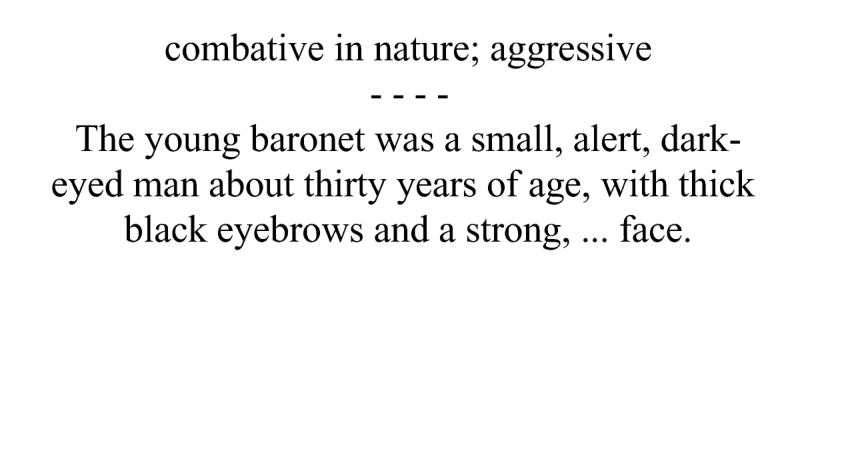 combative in nature; aggressive
- - - -
The young baronet was a small, alert, dark-
eyed man about thirty years of age, with thick
black eyebrows and a strong, ... face.